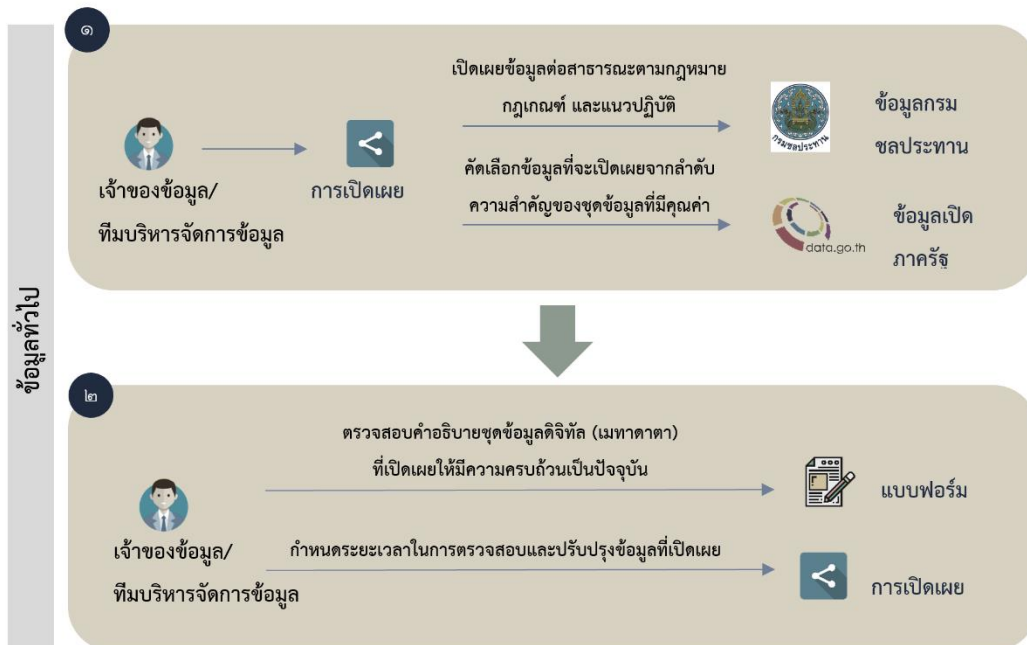 ข้อมูลทั่วไป
๑
เปิดเผยข้อมูลต่อสาธารณะตามกฎหมาย
กฎเกณฑ์ และแนวปฏิบัติ
กรมชลประทาน
ข้อมูลกรม
ชลประทาน
เจ้าของข้อมูล/
ทีมบริหารจัดการข้อมูล
การเปิดเผย
คัดเลือกข้อมูลที่จะเปิดเผยจากลำดับ
ความสำคัญของชุดข้อมูลที่มีคุณค่า
data.go.th
ข้อมูลเปิด
ภาครัฐ
๒
ตรวจสอบคำอธิบายชุดข้อมูลดิจิทัล (เมทาดาตา)
ที่เปิดเผยให้มีความครบถ้วนเป็นปัจจุบัน
แบบฟอร์ม
เจ้าของข้อมูล/
ทีมบริหารจัดการข้อมูล
กำหนดระยะเวลาในการตรวจสอบและปรับปรุงข้อมูลที่เปิดเผย
การเปิดเผย